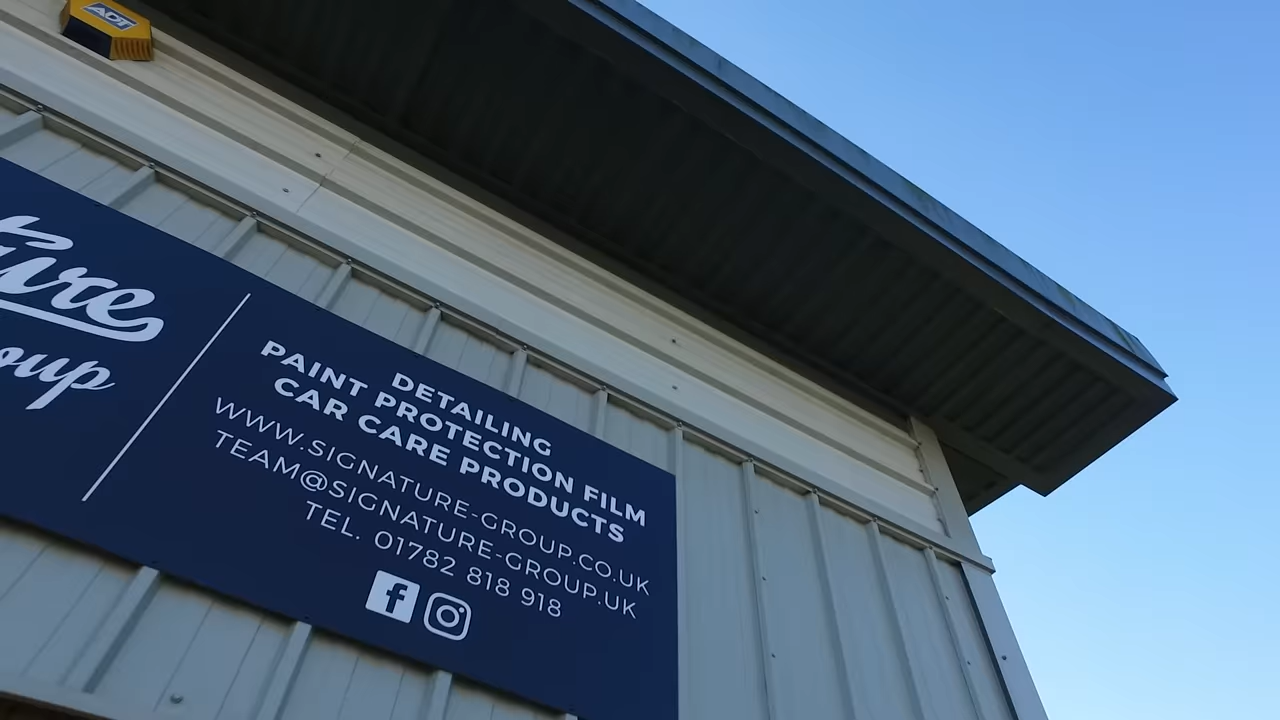 ADT
ture
oup
DETAILING
PAINT PROTECTION FILM
CAR CARE PRODUCTS
WWW.SIGNATURE-GROUP.CO.UK
TEAM@SIGNATURE-GROUP.UK
TEL. 01782 818 918